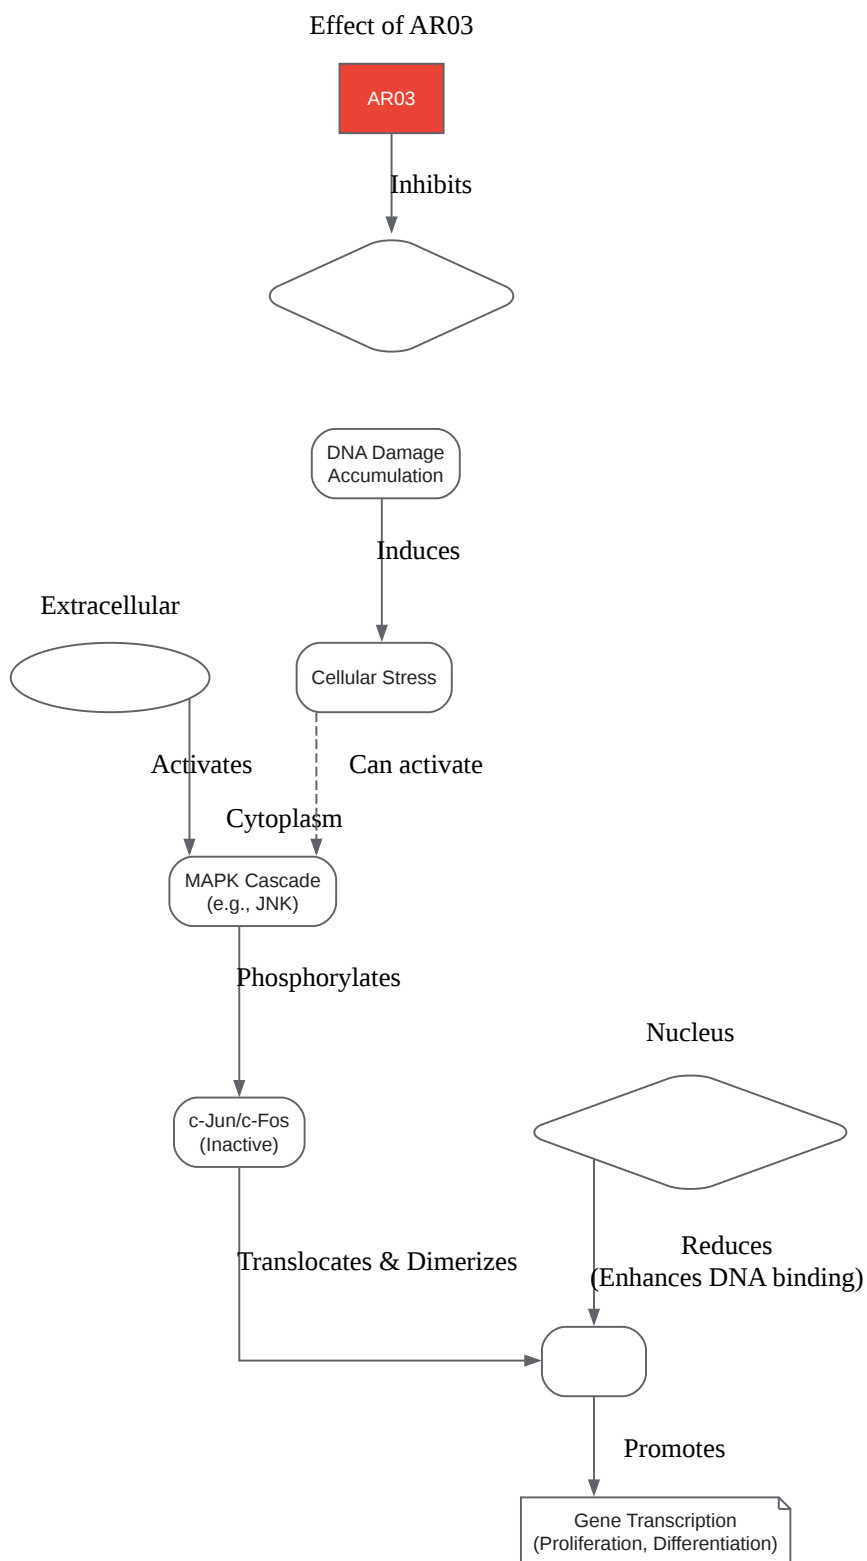 Effect of AR03
AR03
Inhibits
DNA Damage
Accumulation
Induces
Extracellular
Cellular Stress
Activates
Can activate
Cytoplasm
MAPK Cascade
(e.g., JNK)
Phosphorylates
Nucleus
c-Jun/c-Fos
(Inactive)
Translocates & Dimerizes
Reduces
(Enhances DNA binding)
Promotes
Gene Transcription
(Proliferation, Differentiation)